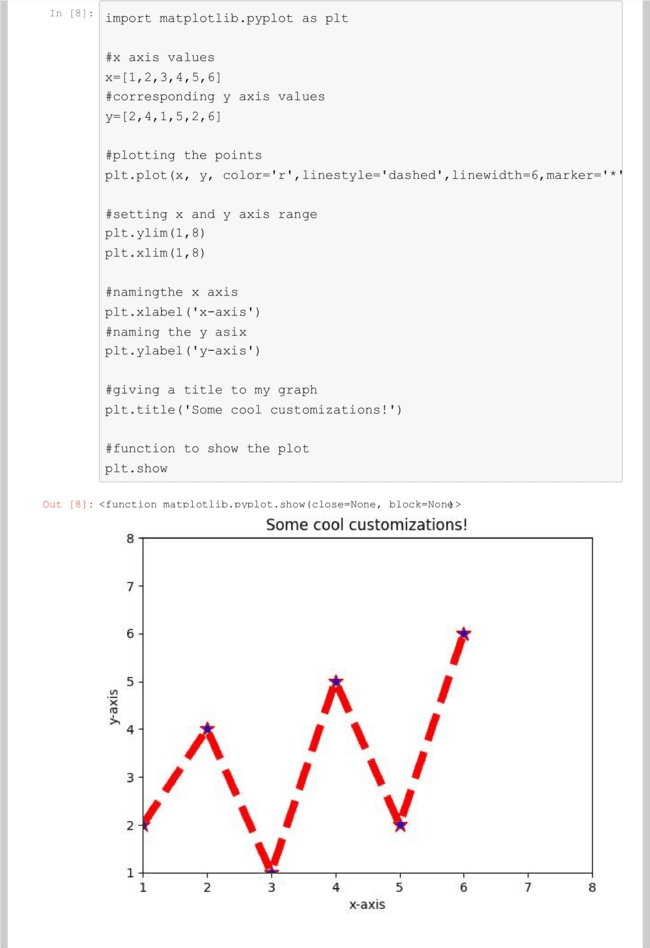 In [8]:
import matplotlib.pyplot as plt
#x axis values
x=[1,2,3,4,5,6]
#corresponding y axis values
y=[2,4,1,5,2,6]
#plotting the points
plt.plot(x, y, color='r',linestyle='dashed',linewidth=6,marker='*'
#setting x and y axis range
plt.ylim(1,8)
plt.xlim(1,8)
#namingthe x axis
plt.xlabel('x-axis')
#naming the y asix
plt.ylabel('y-axis')
#giving a title to my graph
plt.title('Some cool customizations!')
#function to show the plot
plt.show
Out [8]: <function matplotlib.pyplot.show(close=None, block=None)>
Some cool customizations!
8
7
6
5
4
3
2
1
y-axis
1 2 3 4 5 6 7 8
x-axis